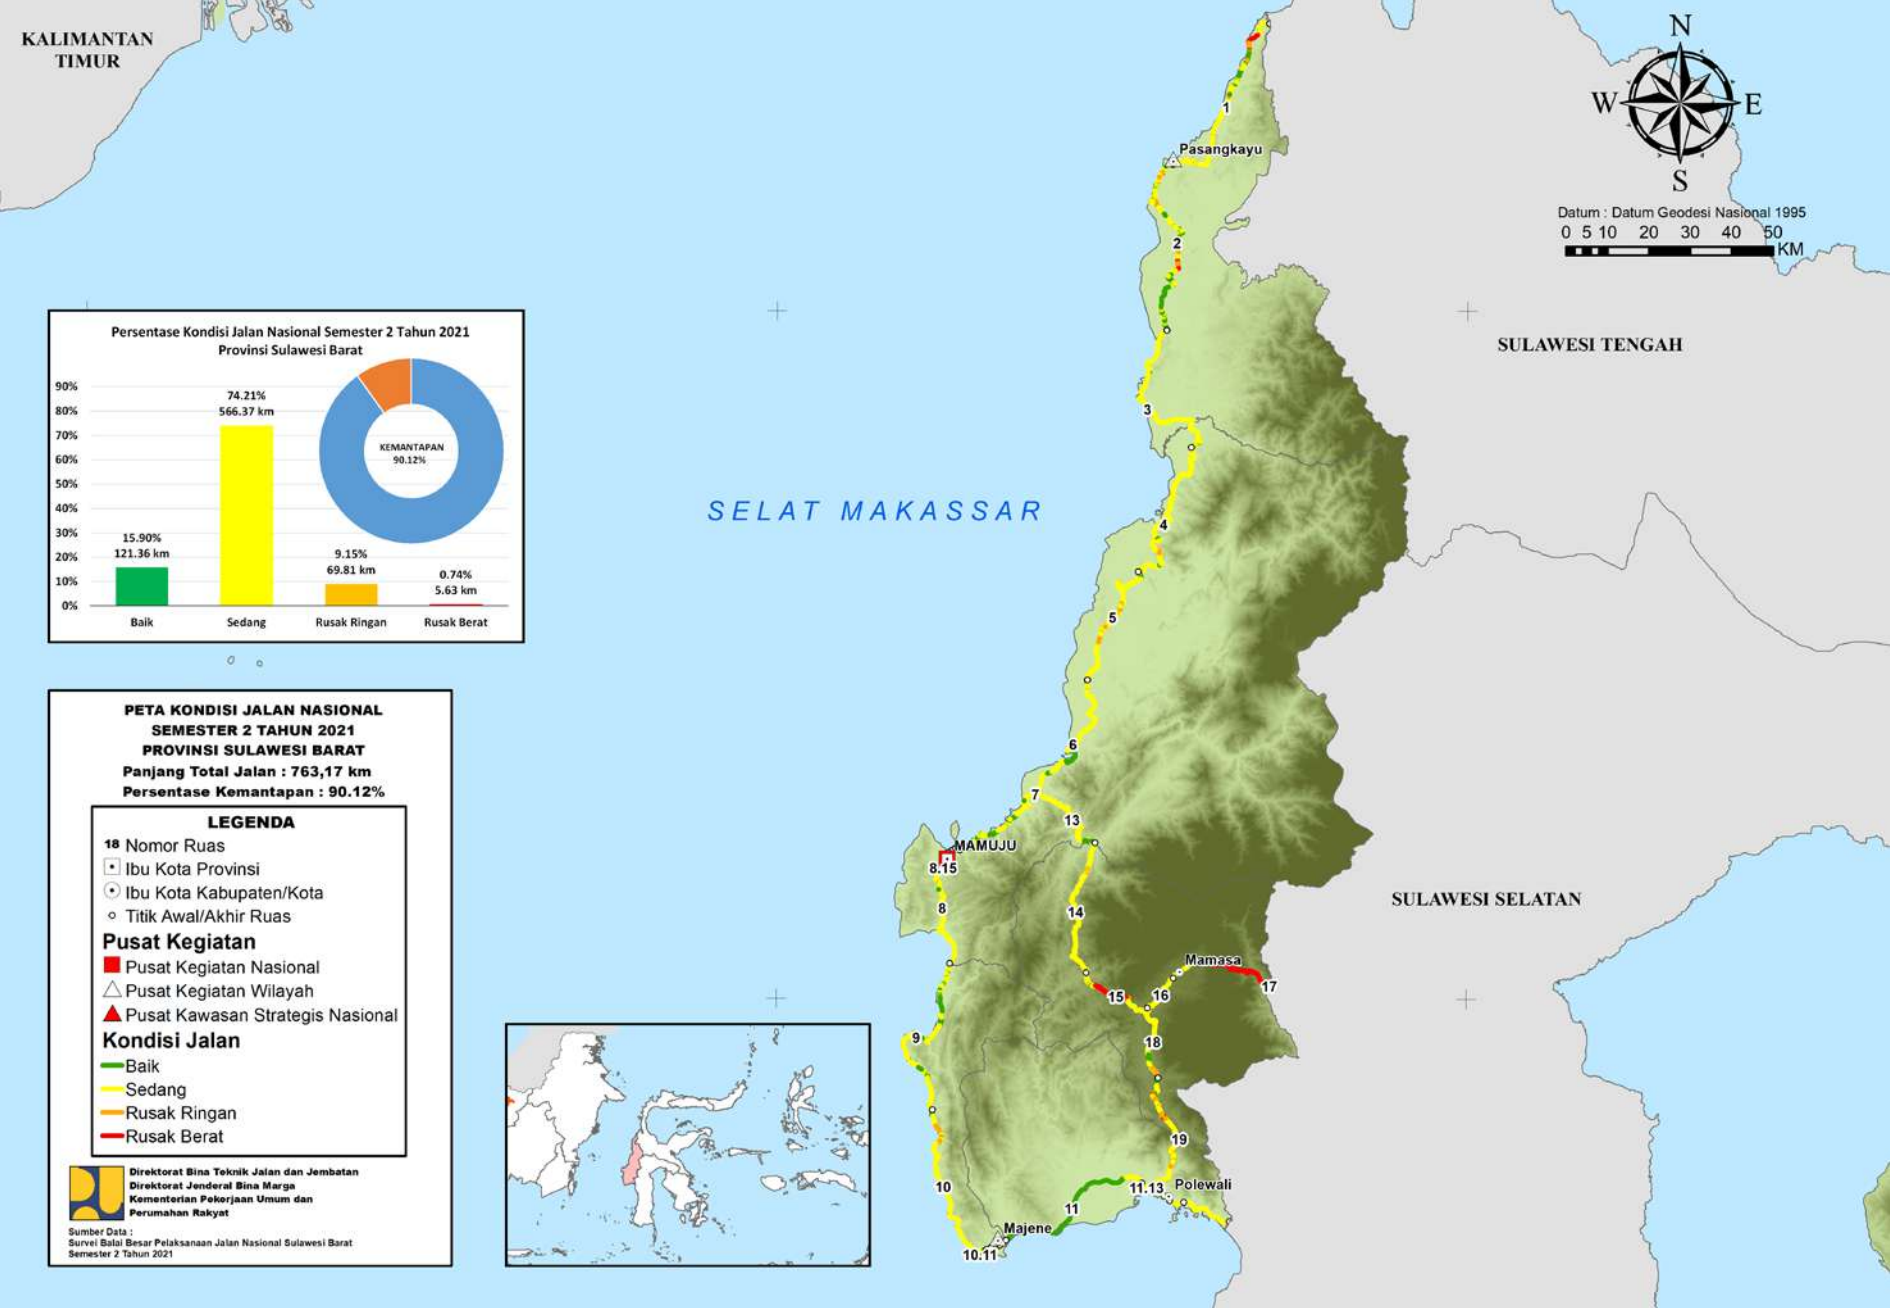 KALIMANTAN
TIMUR
N
W
E
S
Datum : Datum Geodesi Nasional 1995
0 5 10 20 30 40 50
KM
SULAWESI TENGAH
SULAWESI SELATAN
SELAT MAKASSAR
Persentase Kondisi Jalan Nasional Semester 2 Tahun 2021
Provinsi Sulawesi Barat
90%
80%
70%
60%
50%
40%
30%
20%
10%
0%
15.90%
121.36 km
74.21%
566.37 km
9.15%
69.81 km
0.74%
5.63 km
KEMANTAPAN
90.12%
Baik
Sedang
Rusak Ringan
Rusak Berat
PETA KONDISI JALAN NASIONAL
SEMESTER 2 TAHUN 2021
PROVINSI SULAWESI BARAT
Panjang Total Jalan : 763,17 km
Persentase Kemantapan : 90.12%
LEGENDA
18 Nomor Ruas
Ibu Kota Provinsi
Ibu Kota Kabupaten/Kota
Titik Awal/Akhir Ruas
Pusat Kegiatan
Pusat Kegiatan Nasional
Pusat Kegiatan Wilayah
Pusat Kawasan Strategis Nasional
Kondisi Jalan
Baik
Sedang
Rusak Ringan
Rusak Berat
Direktorat Bina Teknik Jalan dan Jembatan
Direktorat Jenderal Bina Marga
Kementerian Pekerjaan Umum dan
Perumahan Rakyat
Sumber Data :
Survei Balai Besar Pelaksanaan Jalan Nasional Sulawesi Barat
Semester 2 Tahun 2021
1
Pasangkayu
2
3
4
5
6
7
13
MAMUJU
8.15
8
14
Mamasa
17
15
16
9
18
19
10
11.13
Polewali
11
Majene
10.11